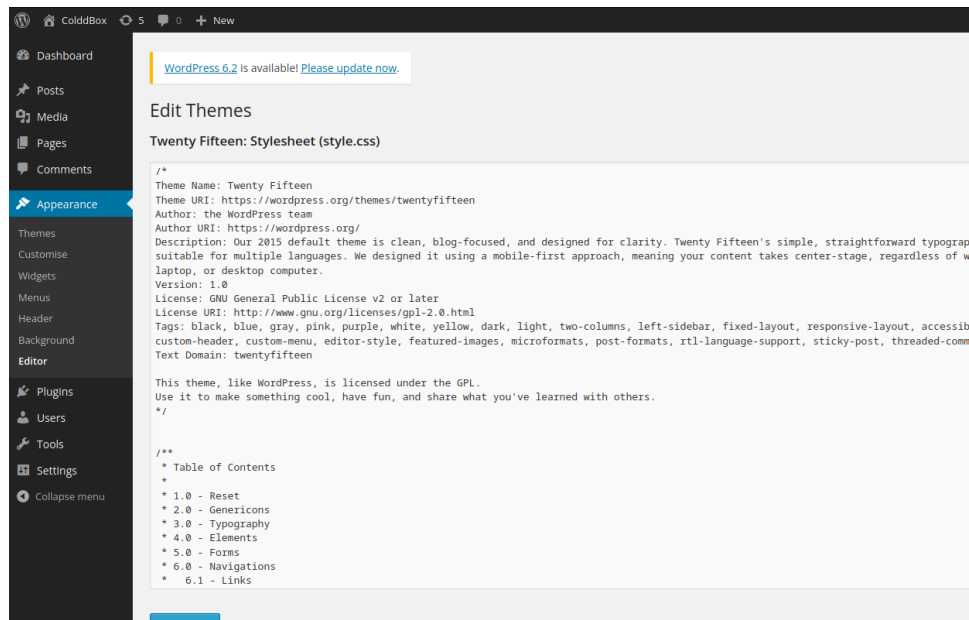 ColddBox 5 0 + New
Dashboard
Posts
Media
Pages
Comments
Appearance
Themes
Customise
Widgets
Menus
Header
Background
Editor
Plugins
Users
Tools
Settings
Collapse menu
WordPress 6.2 is available! Please update now.
Edit Themes
Twenty Fifteen: Stylesheet (style.css)
/*
Theme Name: Twenty Fifteen
Theme URI: https://wordpress.org/themes/twentyfifteen
Author: the WordPress team
Author URI: https://wordpress.org/
Description: Our 2015 default theme is clean, blog-focused, and designed for clarity. Twenty Fifteen's simple, straightforward typograp
suitable for multiple languages. We designed it using a mobile-first approach, meaning your content takes center-stage, regardless of w
laptop, or desktop computer.
Version: 1.0
License: GNU General Public License v2 or later
License URI: http://www.gnu.org/licenses/gpl-2.0.html
Tags: black, blue, gray, pink, purple, white, yellow, dark, light, two-columns, left-sidebar, fixed-layout, responsive-layout, accessib
custom-header, custom-menu, editor-style, featured-images, microformats, post-formats, rtl-language-support, sticky-post, threaded-comm
Text Domain: twentyfifteen
This theme, like WordPress, is licensed under the GPL.
Use it to make something cool, have fun, and share what you've learned with others.
*/
/**
* Table of Contents
*
* 1.0 - Reset
* 2.0 - Genericons
* 3.0 - Typography
* 4.0 - Elements
* 5.0 - Forms
* 6.0 - Navigations
* 6.1 - Links